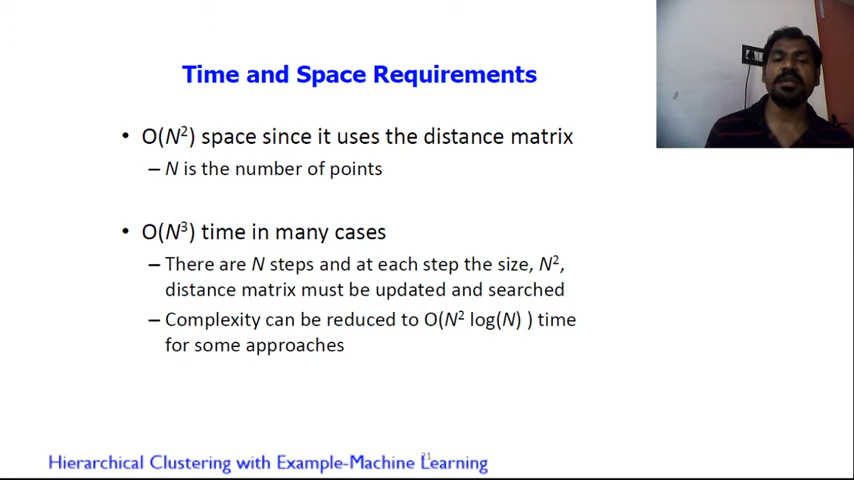 Time and Space Requirements
• O(N²) space since it uses the distance matrix
– N is the number of points
• O(N³) time in many cases
– There are N steps and at each step the size, N²,
distance matrix must be updated and searched
– Complexity can be reduced to O(N² log(N) ) time
for some approaches
21
Hierarchical Clustering with Example-Machine Learning